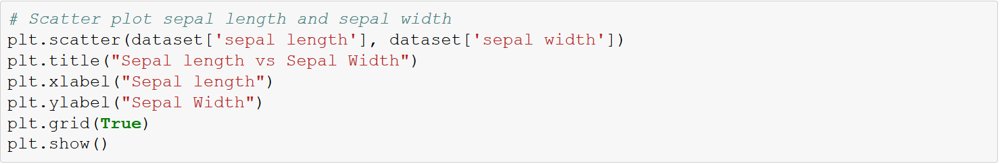 # Scatter plot sepal length and sepal width
plt.scatter(dataset['sepal length'], dataset['sepal width'])
plt.title("Sepal length vs Sepal Width")
plt.xlabel("Sepal length")
plt.ylabel("Sepal Width")
plt.grid(True)
plt.show()